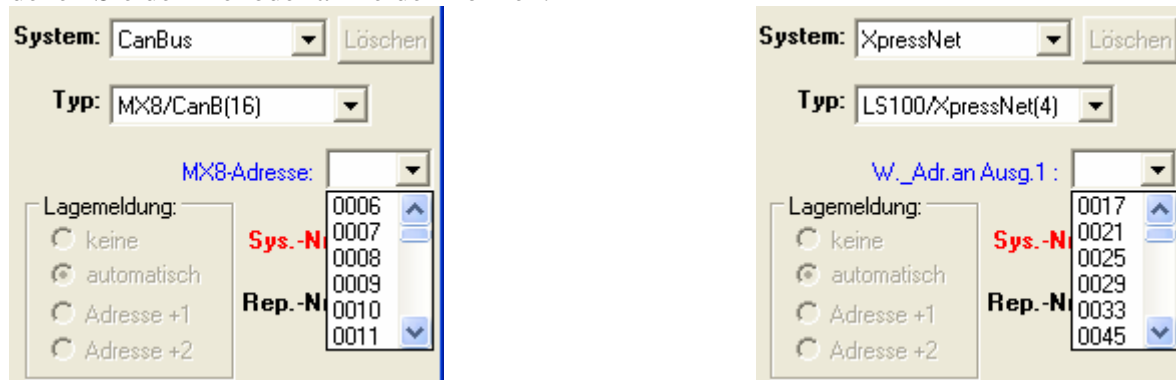 System: CanBus Löschen
Typ: MX8/CanB(16)
MX8-Adresse:
Lagemeldung:
keine
automatisch
Adresse +1
Adresse +2
Sys.-N
Rep.-N
0006
0007
0008
0009
0010
0011
System: XpressNet Löschen
Typ: LS100/XpressNet(4)
W._Adr.an Ausg.1 :
Lagemeldung:
keine
automatisch
Adresse +1
Adresse +2
Sys.-N
Rep.-N
0017
0021
0025
0029
0033
0045